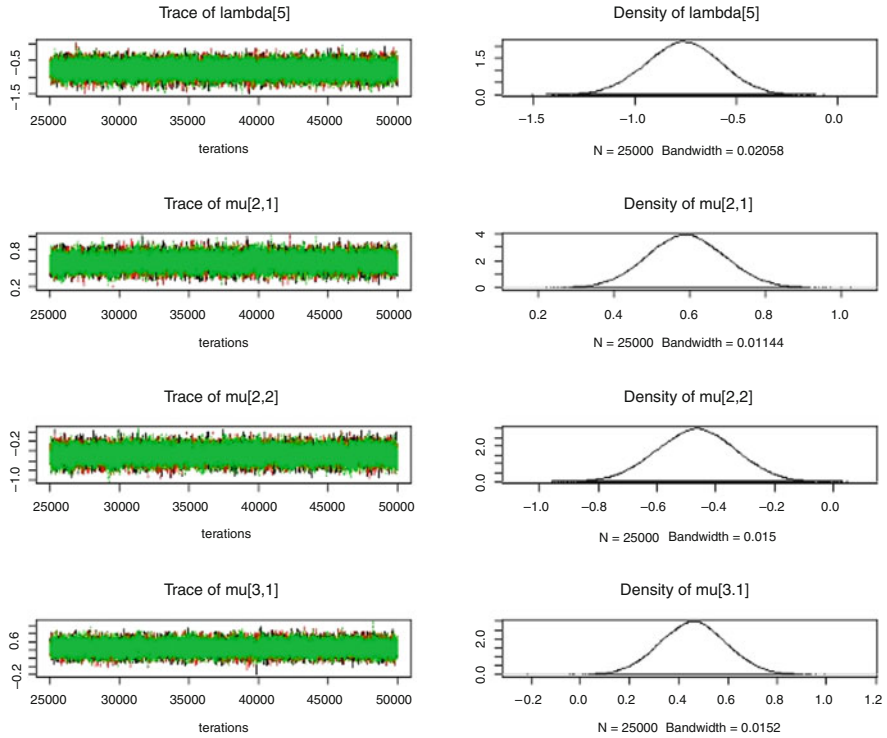 Trace of lambda[5]
Density of lambda[5]
−0.5
−1.5
25000 30000 35000 40000 45000 50000
terations
1.5
0.0
−1.5 −1.0 −0.5 0.0
N = 25000 Bandwidth = 0.02058
Trace of mu[2,1]
Density of mu[2,1]
0.8
0.2
25000 30000 35000 40000 45000 50000
terations
4
2
0
0.2 0.4 0.6 0.8 1.0
N = 25000 Bandwidth = 0.01144
Trace of mu[2,2]
Density of mu[2,2]
−0.2
−1.0
25000 30000 35000 40000 45000 50000
terations
2.0
0.0
−1.0 −0.8 −0.6 −0.4 −0.2 0.0
N = 25000 Bandwidth = 0.015
Trace of mu[3,1]
Density of mu[3.1]
0.6
−0.2
25000 30000 35000 40000 45000 50000
terations
2.0
0.0
−0.2 0.0 0.2 0.4 0.6 0.8 1.0 1.2
N = 25000 Bandwidth = 0.0152